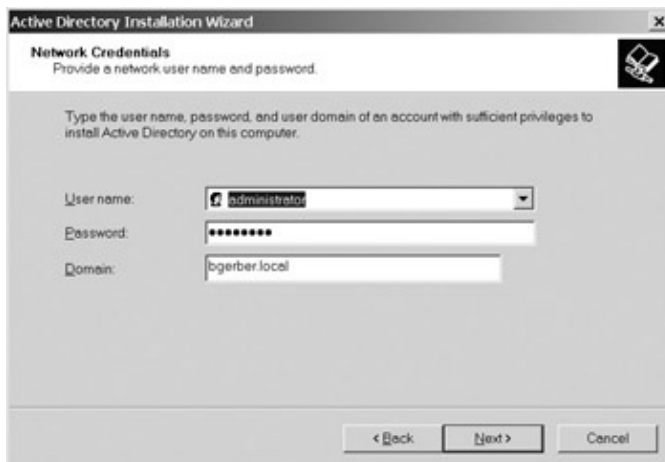 Active Directory Installation Wizard
Network Credentials
Provide a network user name and password.
Type the user name, password, and user domain of an account with sufficient privileges to
install Active Directory on this computer.
User name: administrator
Password: ••••••••
Domain: bgerber.local
< Back Next > Cancel